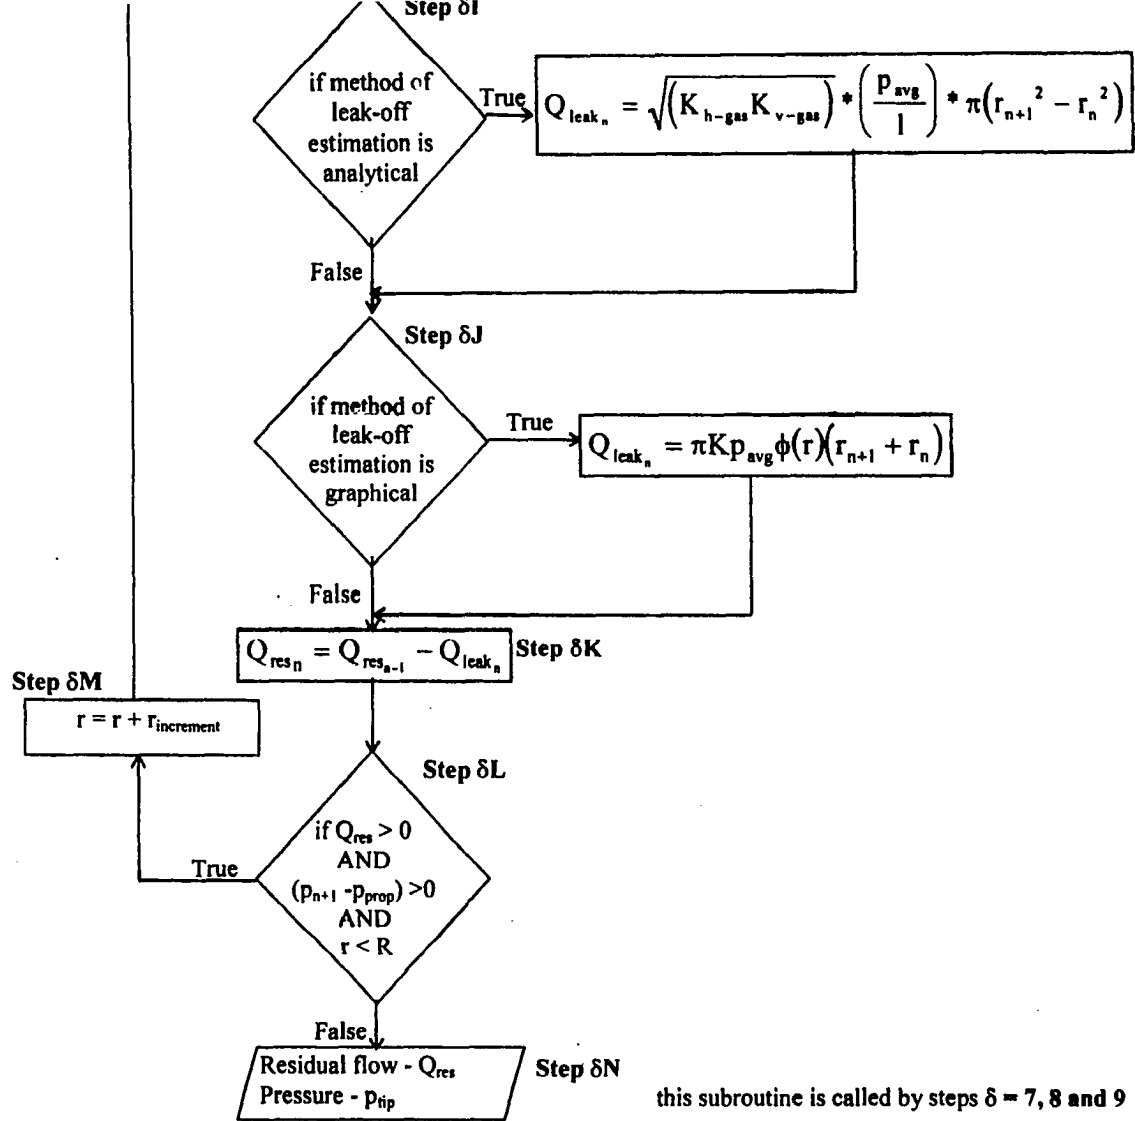 Step δI
if method of
leak-off
estimation is
analytical
True
Q_leak_n = √(K_h-gas K_v-gas) * (p_avg / l) * π(r_n+1² − r_n²)
False
Step δJ
if method of
leak-off
estimation is
graphical
True
Q_leak_n = πKp_avg ϕ(r)(r_n+1 + r_n)
False
Q_res_n = Q_res_n-1 − Q_leak_n
Step δK
Step δM
r = r + r_increment
Step δL
if Q_res > 0
AND
(p_n+1 -p_prop) >0
AND
r < R
True
False
Residual flow - Q_res
Pressure - p_tip
Step δN
this subroutine is called by steps δ = 7, 8 and 9